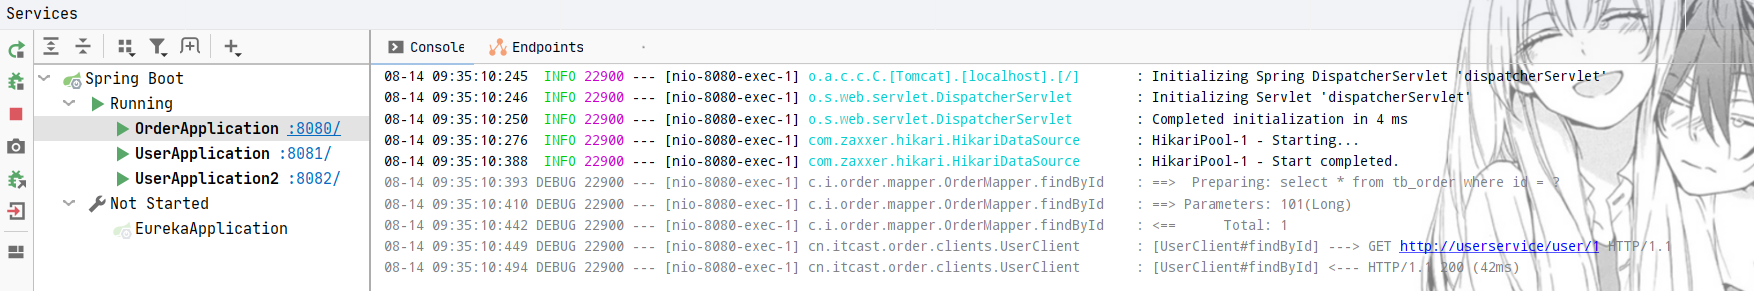 Services
Console Endpoints
Spring Boot
Running
OrderApplication :8080/
UserApplication :8081/
UserApplication2 :8082/
Not Started
EurekaApplication
08-14 09:35:10:245 INFO 22900 --- [nio-8080-exec-1] o.a.c.c.C.[Tomcat].[localhost].[/] : Initializing Spring DispatcherServlet 'dispatcherServlet'
08-14 09:35:10:246 INFO 22900 --- [nio-8080-exec-1] o.s.web.servlet.DispatcherServlet : Initializing Servlet 'dispatcherServlet'
08-14 09:35:10:250 INFO 22900 --- [nio-8080-exec-1] o.s.web.servlet.DispatcherServlet : Completed initialization in 4 ms
08-14 09:35:10:276 INFO 22900 --- [nio-8080-exec-1] com.zaxxer.hikari.HikariDataSource : HikariPool-1 - Starting...
08-14 09:35:10:388 INFO 22900 --- [nio-8080-exec-1] com.zaxxer.hikari.HikariDataSource : HikariPool-1 - Start completed.
08-14 09:35:10:393 DEBUG 22900 --- [nio-8080-exec-1] c.i.order.mapper.OrderMapper.findById : ==> Preparing: select * from tb_order where id = ?
08-14 09:35:10:410 DEBUG 22900 --- [nio-8080-exec-1] c.i.order.mapper.OrderMapper.findById : ==> Parameters: 101(Long)
08-14 09:35:10:442 DEBUG 22900 --- [nio-8080-exec-1] c.i.order.mapper.OrderMapper.findById : <== Total: 1
08-14 09:35:10:449 DEBUG 22900 --- [nio-8080-exec-1] cn.itcast.order.clients.UserClient : [UserClient#findById] ---> GET http://userservice/user/1 HTTP/1.1
08-14 09:35:10:494 DEBUG 22900 --- [nio-8080-exec-1] cn.itcast.order.clients.UserClient : [UserClient#findById] <--- HTTP/1.1 200 (42ms)